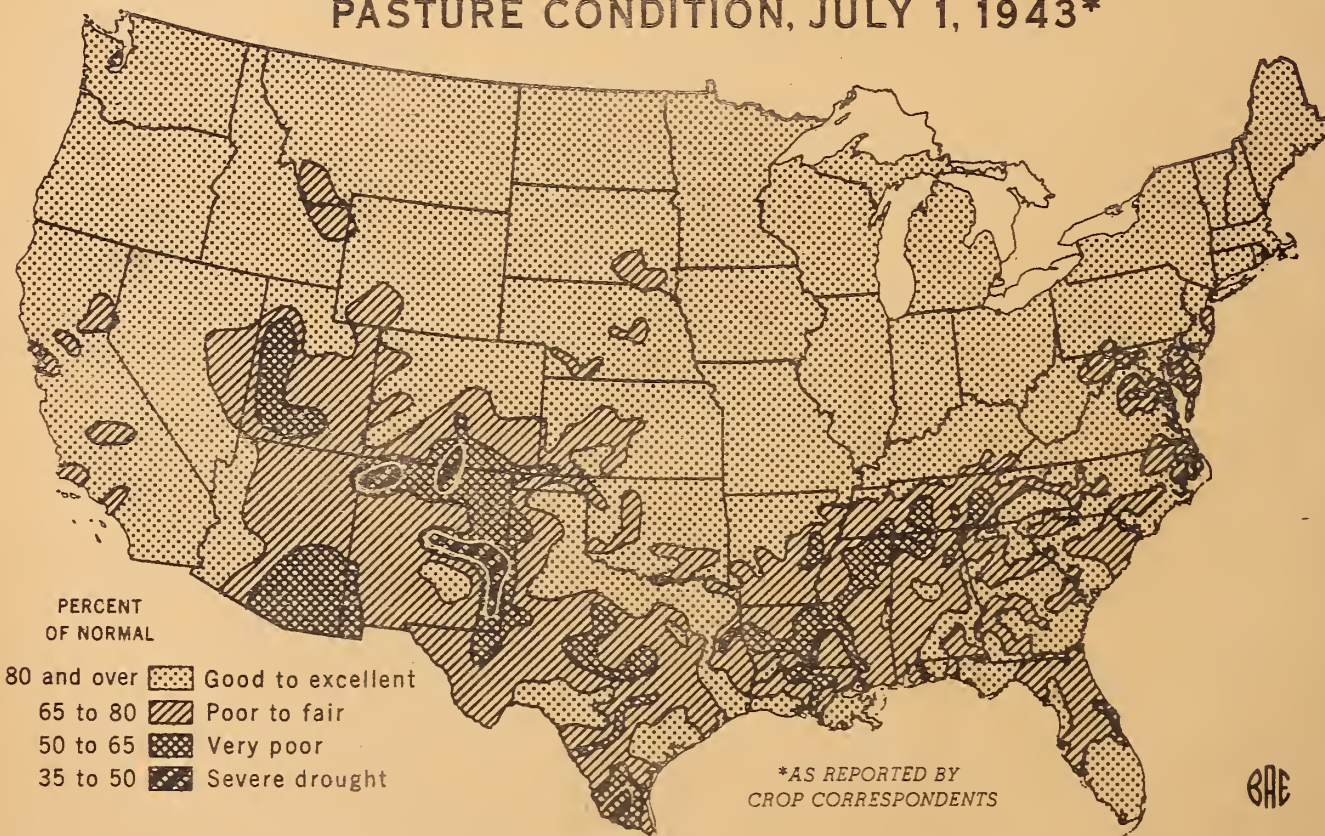 PASTURE CONDITION, JULY 1, 1943*
PERCENT
OF NORMAL
80 and over Good to excellent
65 to 80 Poor to fair
50 to 65 Very poor
35 to 50 Severe drought
*AS REPORTED BY
CROP CORRESPONDENTS
BAE